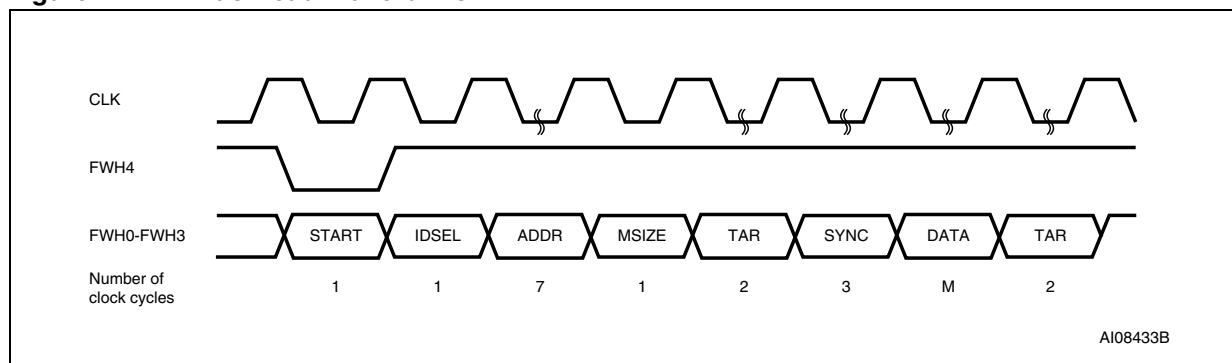 CLK
FWH4
FWH0-FWH3
START IDSEL ADDR MSIZE TAR SYNC DATA TAR
Number of
clock cycles
1 1 7 1 2 3 M 2
AI08433B